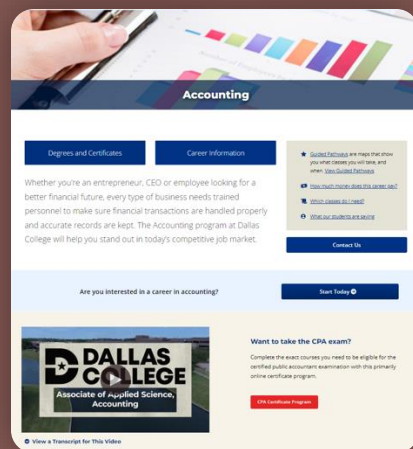 Accounting
Degrees and Certificates
Career Information
Whether you're an entrepreneur, CEO or employee looking for a
better financial future, every type of business needs trained
personnel to make sure financial transactions are handled properly
and accurate records are kept. The Accounting program at Dallas
College will help you stand out in today's competitive job market.
Guided Pathways are maps that show
you what classes you will take, and
when. View Guided Pathways
How much money does this career pay?
Which classes do I need?
What our students are saying
Contact Us
Are you interested in a career in accounting?
Start Today
DALLAS
COLLEGE
Associate of Applied Science,
Accounting
View a Transcript for This Video
Want to take the CPA exam?
Complete the exact courses you need to be eligible for the
certified public accountants examination with this primarily
online certificate program.
CPA Certificate Program